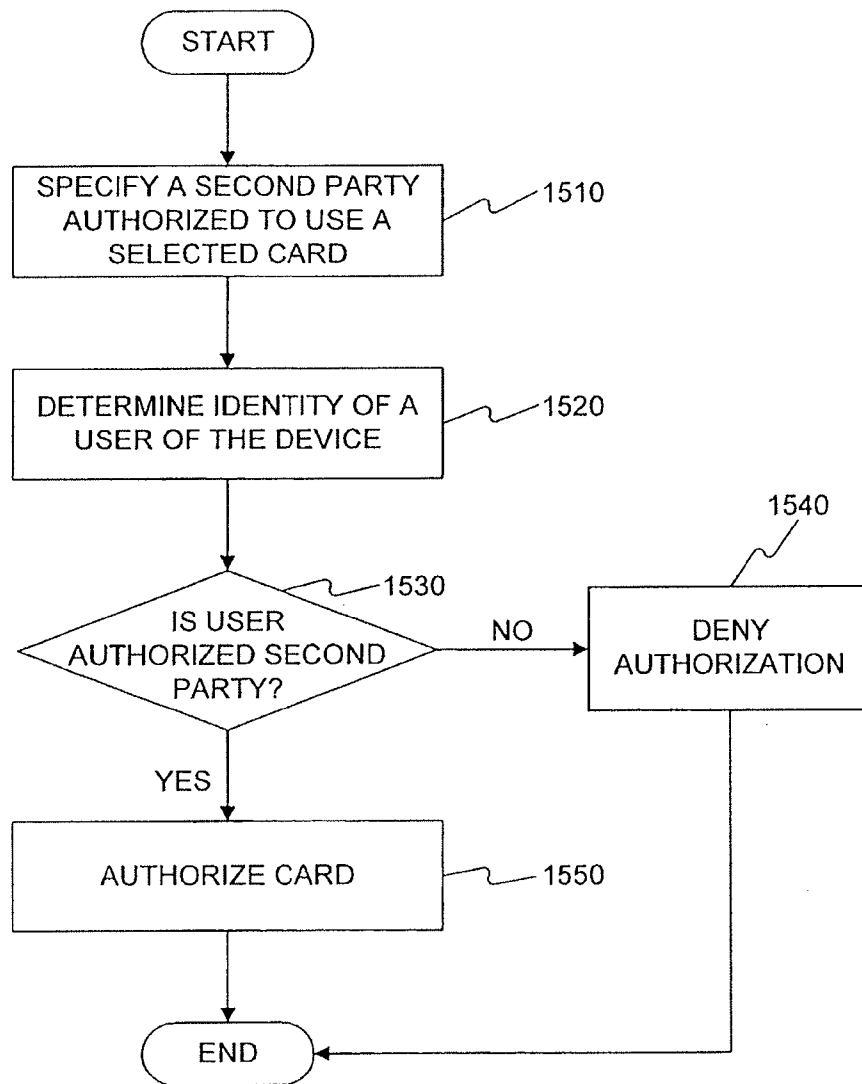 START
SPECIFY A SECOND PARTY
AUTHORIZED TO USE A
SELECTED CARD
1510
DETERMINE IDENTITY OF A
USER OF THE DEVICE
1520
1530
IS USER
AUTHORIZED SECOND
PARTY?
NO
1540
DENY
AUTHORIZATION
YES
AUTHORIZE CARD
1550
END